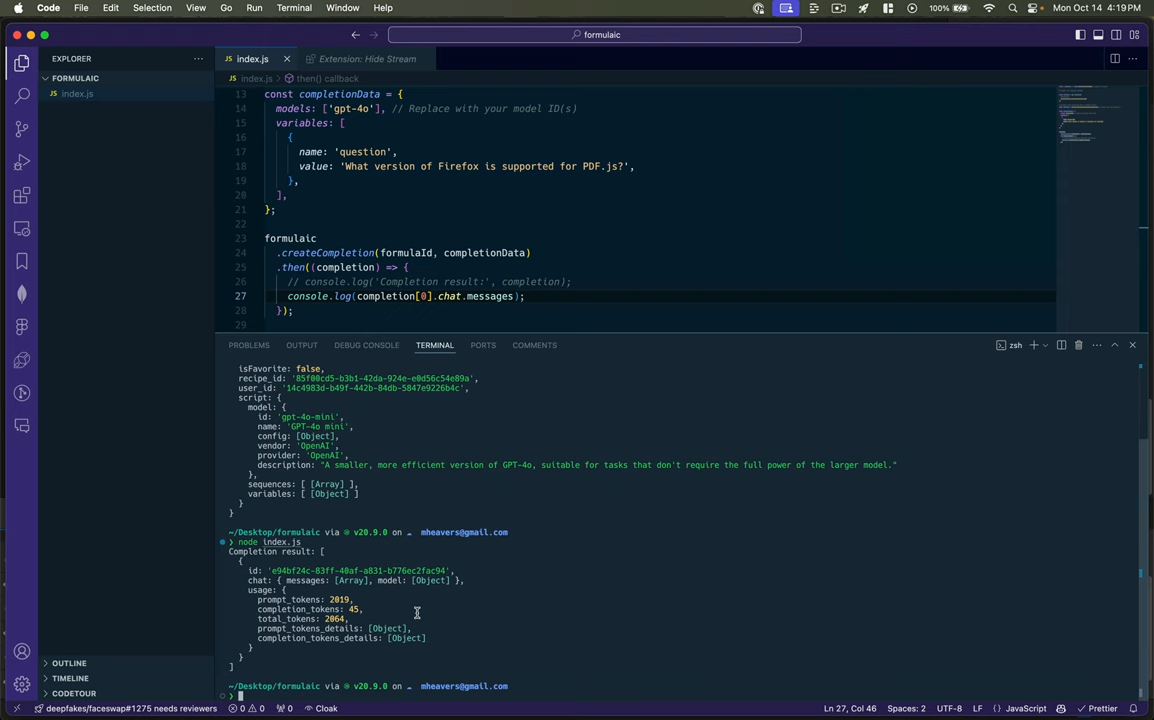 Code File Edit Selection View Go Run Terminal Window Help 100% Mon Oct 14 4:19 PM
formulaic
EXPLORER
JS index.js
Extension: Hide Stream
FORMULAIC
JS index.js
JS index.js > then() callback
13 const completionData = {
14 models: ['gpt-4o'], // Replace with your model ID(s)
15 variables: [
16 {
17 name: 'question',
18 value: 'What version of Firefox is supported for PDF.js?',
19 },
20 ],
21 };
22
23 formulaic
24 .createCompletion(formulaId, completionData)
25 .then((completion) => {
26 // console.log('Completion result:', completion);
27 console.log(completion[0].chat.messages);
28 });
29
PROBLEMS OUTPUT DEBUG CONSOLE TERMINAL PORTS COMMENTS zsh
isFavorite: false,
recipe_id: '85f00cd5-b3b1-42da-924e-e0d56c54e89a',
user_id: '14c4983d-b49f-442b-84db-5847e9226b4c',
script: {
model: {
id: 'gpt-4o-mini',
name: 'GPT-4o mini',
config: [Object],
vendor: 'OpenAI',
provider: 'OpenAI',
description: "A smaller, more efficient version of GPT-4o, suitable for tasks that don't require the full power of the larger model."
},
sequences: [ [Array] ],
variables: [ [Object] ]
}
}
~/Desktop/formulaic via v20.9.0 on mheavers@gmail.com
❯ node index.js
Completion result: [
{
id: 'e94bf24c-83ff-40af-a831-b776ec2fac94',
chat: { messages: [Array], model: [Object] },
usage: {
prompt_tokens: 2019,
completion_tokens: 45,
total_tokens: 2064,
prompt_tokens_details: [Object],
completion_tokens_details: [Object]
}
}
]
~/Desktop/formulaic via v20.9.0 on mheavers@gmail.com
❯
OUTLINE
TIMELINE
CODETOUR
deepfakes/faceswap#1275 needs reviewers 0 0 0 Cloak Ln 27, Col 46 Spaces: 2 UTF-8 LF {} JavaScript Prettier